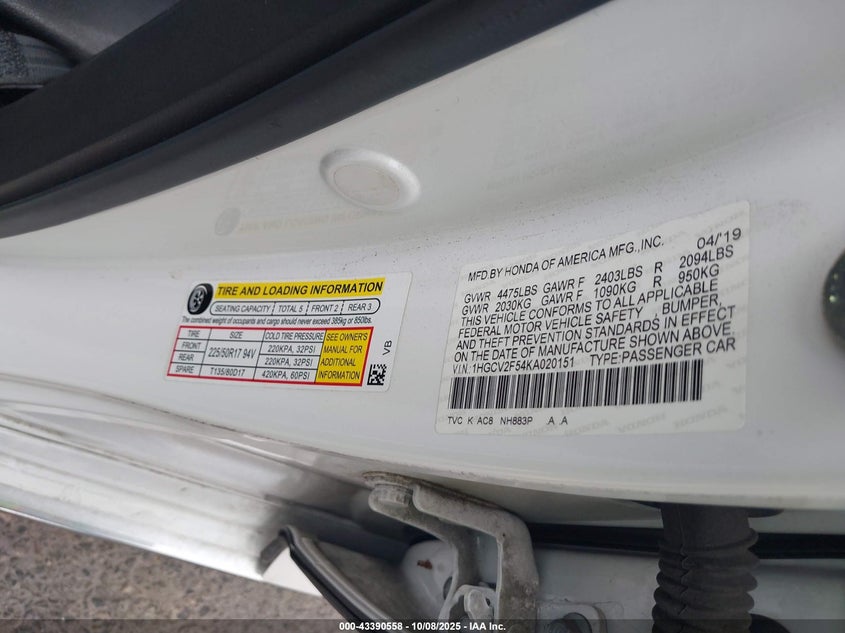 TIRE AND LOADING INFORMATION
SEATING CAPACITY TOTAL 5 FRONT 2 REAR 3
The combined weight of occupants and cargo should never exceed 385kg or 850lbs.
TIRE SIZE COLD TIRE PRESSURE SEE OWNER'S
FRONT 225/50R17 94V 220KPA, 32PSI MANUAL FOR
REAR 220KPA, 32PSI ADDITIONAL
SPARE T135/80D17 420KPA, 60PSI INFORMATION
VB
MFD.BY HONDA OF AMERICA MFG.,INC. 04/'19
GVWR 4475LBS GAWR F 2403LBS R 2094LBS
GVWR 2030KG GAWR F 1090KG R 950KG
THIS VEHICLE CONFORMS TO ALL APPLICABLE
FEDERAL MOTOR VEHICLE SAFETY BUMPER,
AND THEFT PREVENTION STANDARDS IN EFFECT
ON THE DATE OF MANUFACTURE SHOWN ABOVE.
V.I.N: 1HGCV2F54KA020151 TYPE:PASSENGER CAR
TVC K AC8 NH883P .A .A
000-43390558 - 10/08/2025 - IAA Inc.